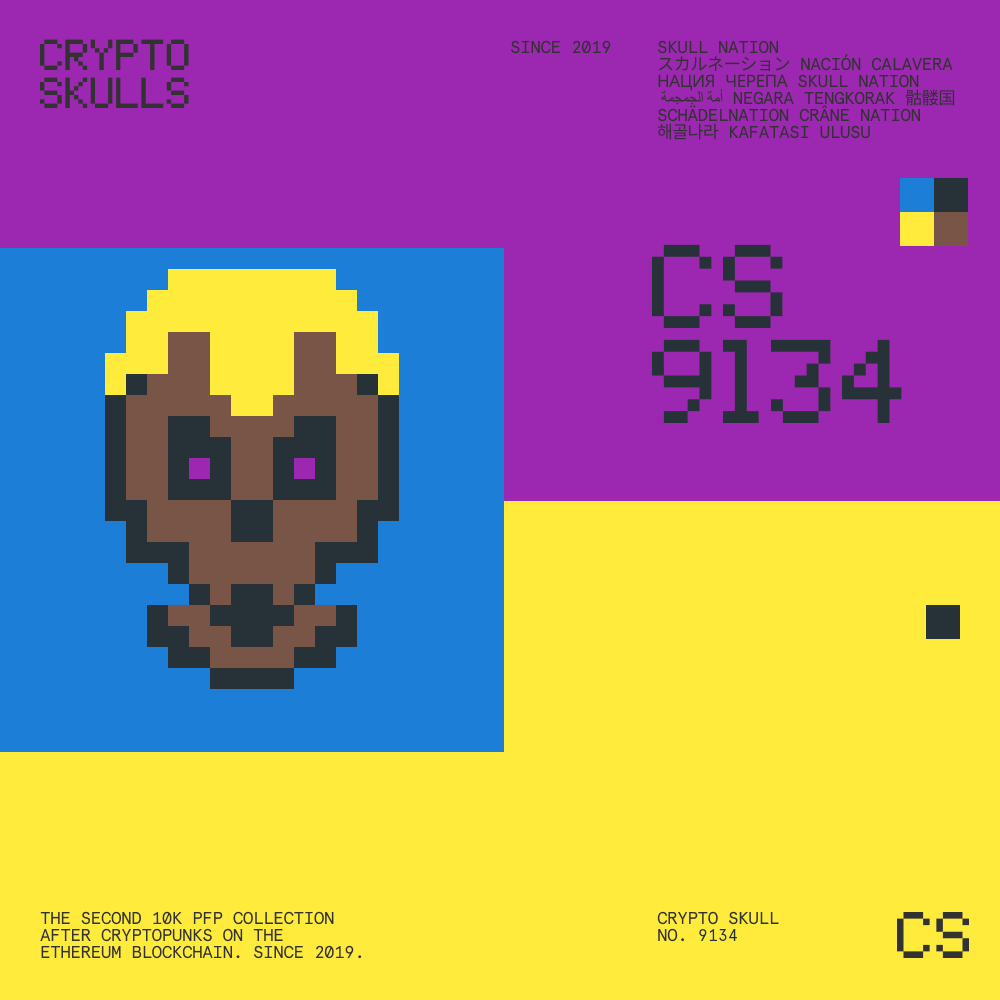 CRYPTO
SKULLS
SINCE 2019
SKULL NATION
スカルネーション NACIÓN CALAVERA
НАЦИЯ ЧЕРЕПА SKULL NATION
أمة الجمجمة NEGARA TENGKORAK 骷髅国
SCHÄDELNATION CRÂNE NATION
해골나라 KAFATASI ULUSU
CS
9134
THE SECOND 10K PFP COLLECTION
AFTER CRYPTOPUNKS ON THE
ETHEREUM BLOCKCHAIN. SINCE 2019.
CRYPTO SKULL
NO. 9134
CS